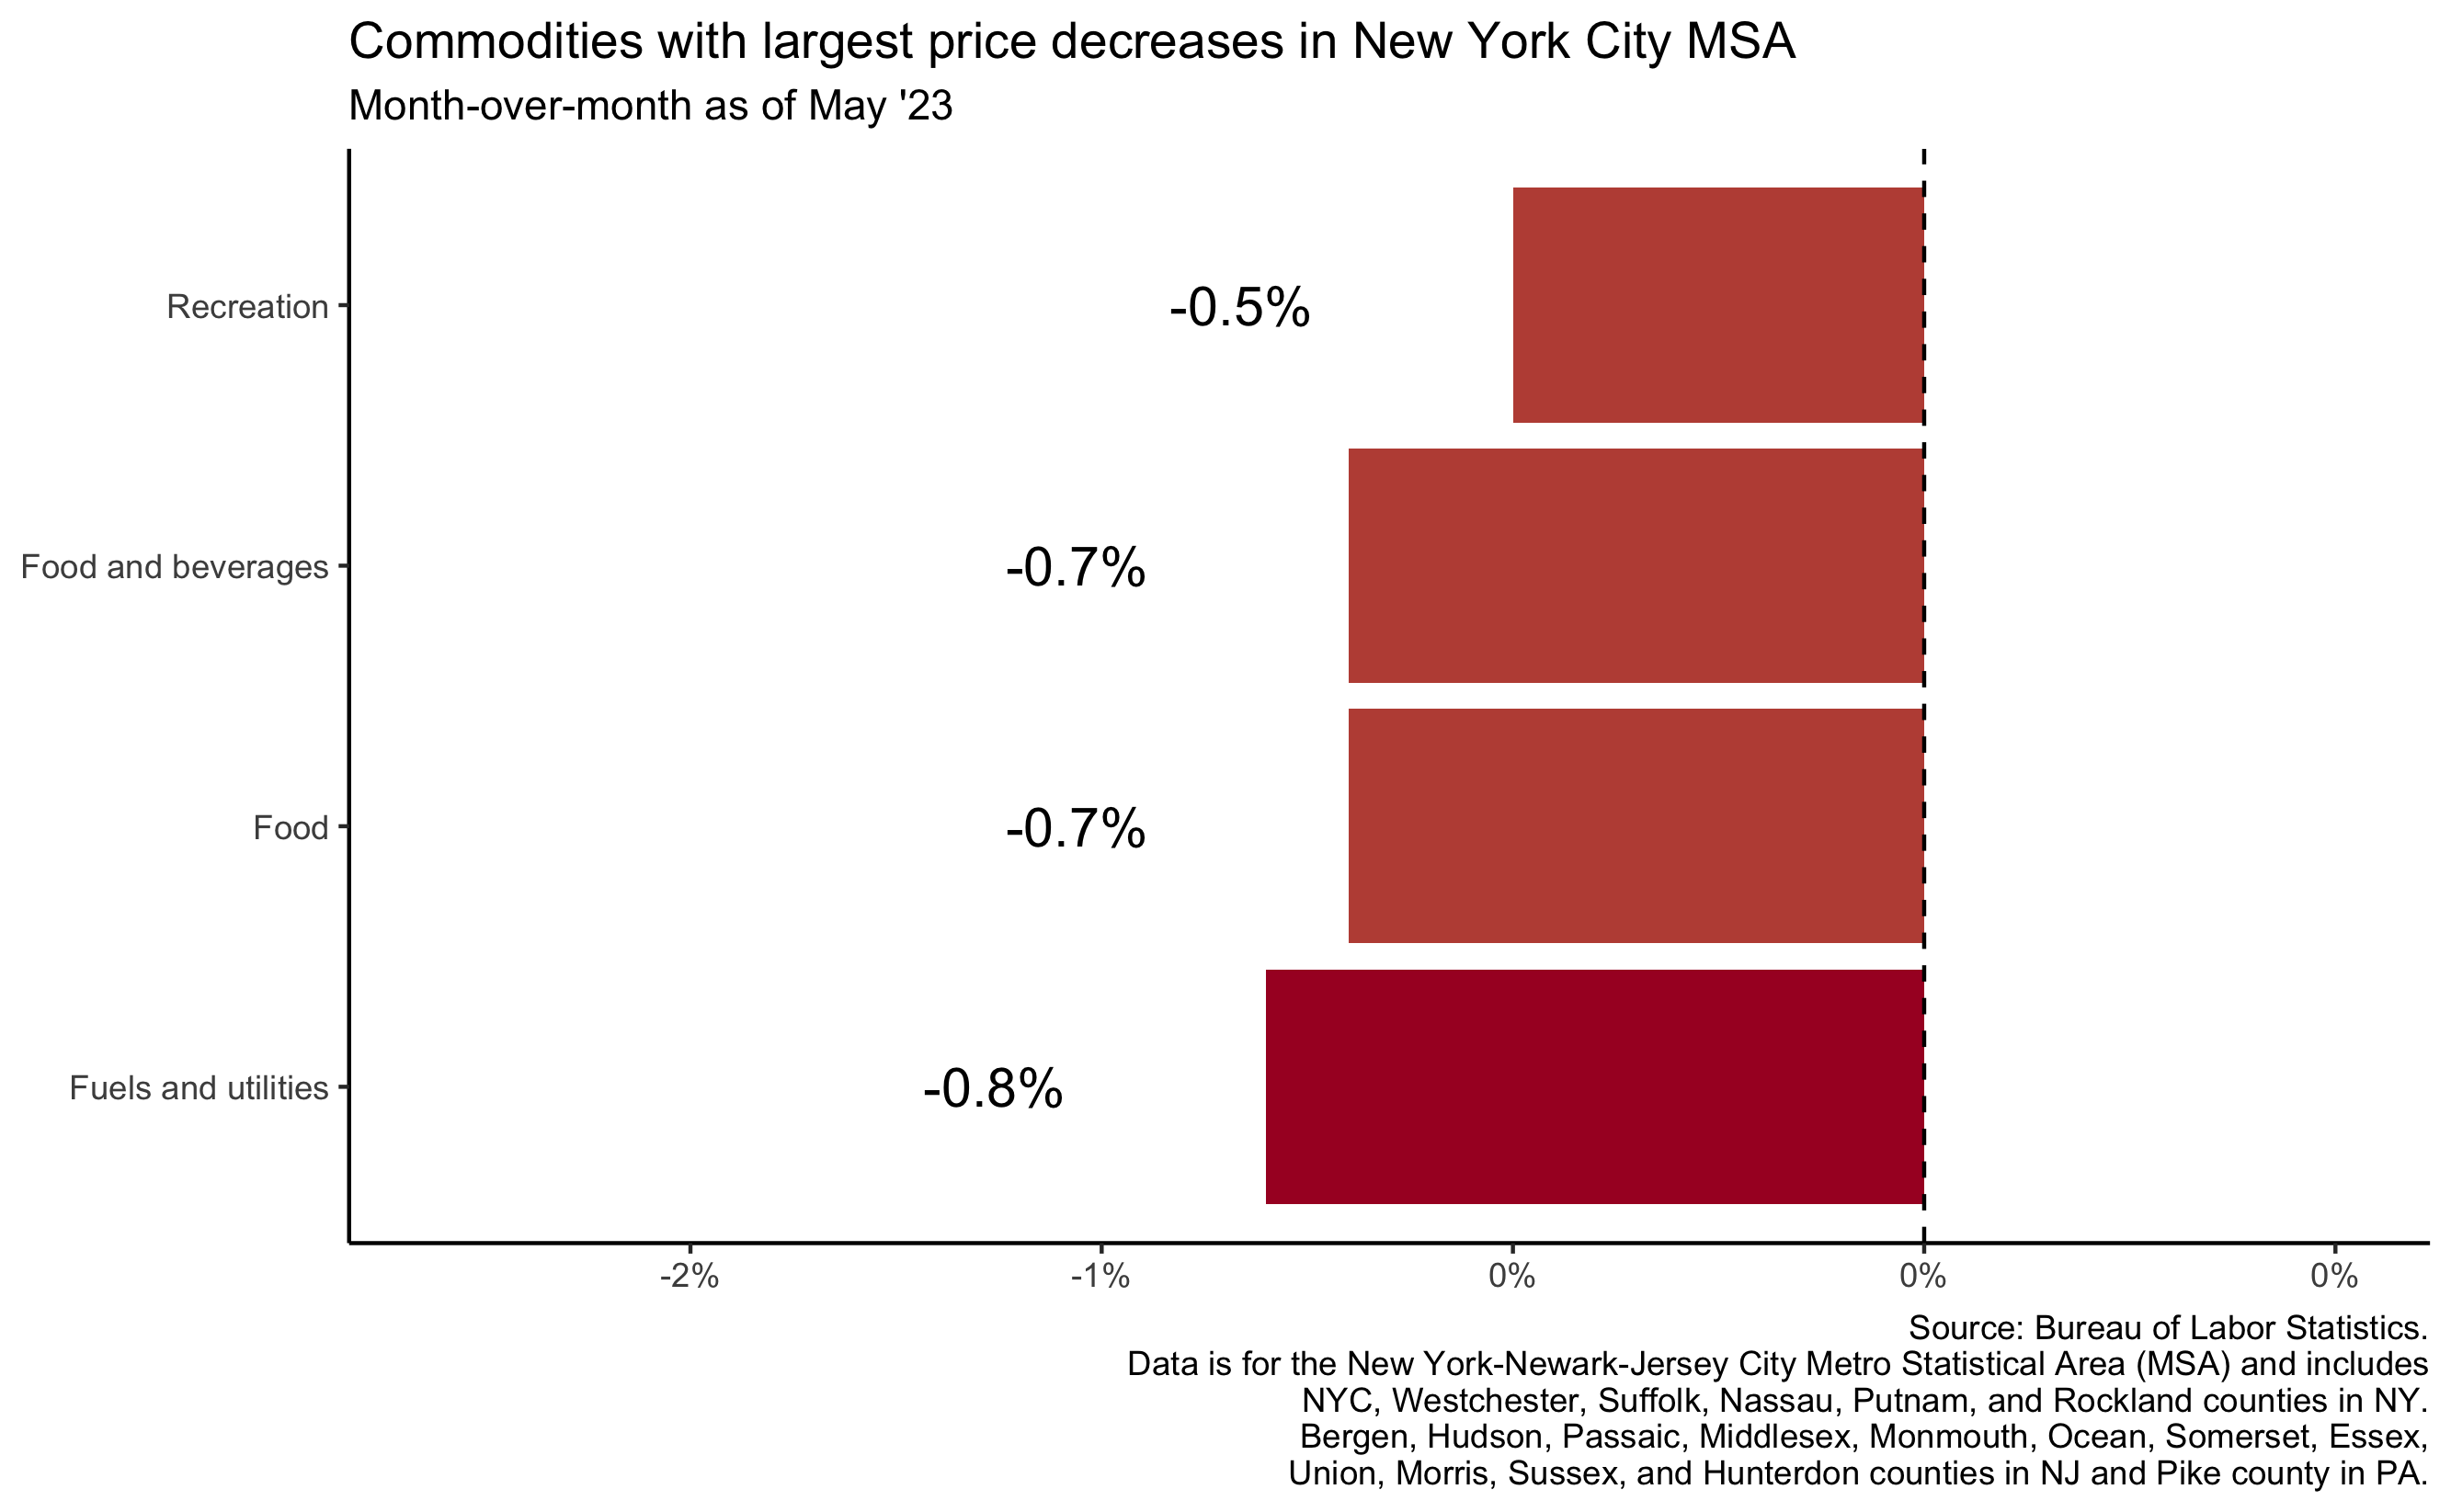 Commodities with largest price decreases in New York City MSA
Month-over-month as of May '23
Recreation
-0.5%
Food and beverages
-0.7%
Food
-0.7%
Fuels and utilities
-0.8%
-2%
-1%
0%
0%
0%
Source: Bureau of Labor Statistics.
Data is for the New York-Newark-Jersey City Metro Statistical Area (MSA) and includes
NYC, Westchester, Suffolk, Nassau, Putnam, and Rockland counties in NY.
Bergen, Hudson, Passaic, Middlesex, Monmouth, Ocean, Somerset, Essex,
Union, Morris, Sussex, and Hunterdon counties in NJ and Pike county in PA.